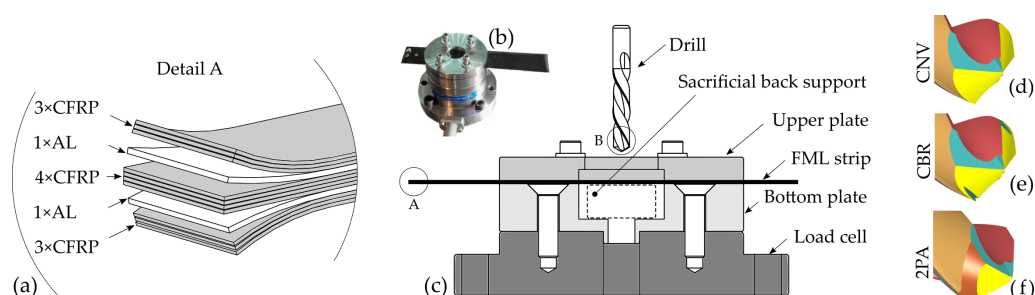 Detail A
3×CFRP
1×AL
4×CFRP
1×AL
3×CFRP
(a)
(b)
Drill
Sacrificial back support
B
Upper plate
FML strip
A
Bottom plate
Load cell
(c)
CNV
(d)
CBR
(e)
2PA
(f)